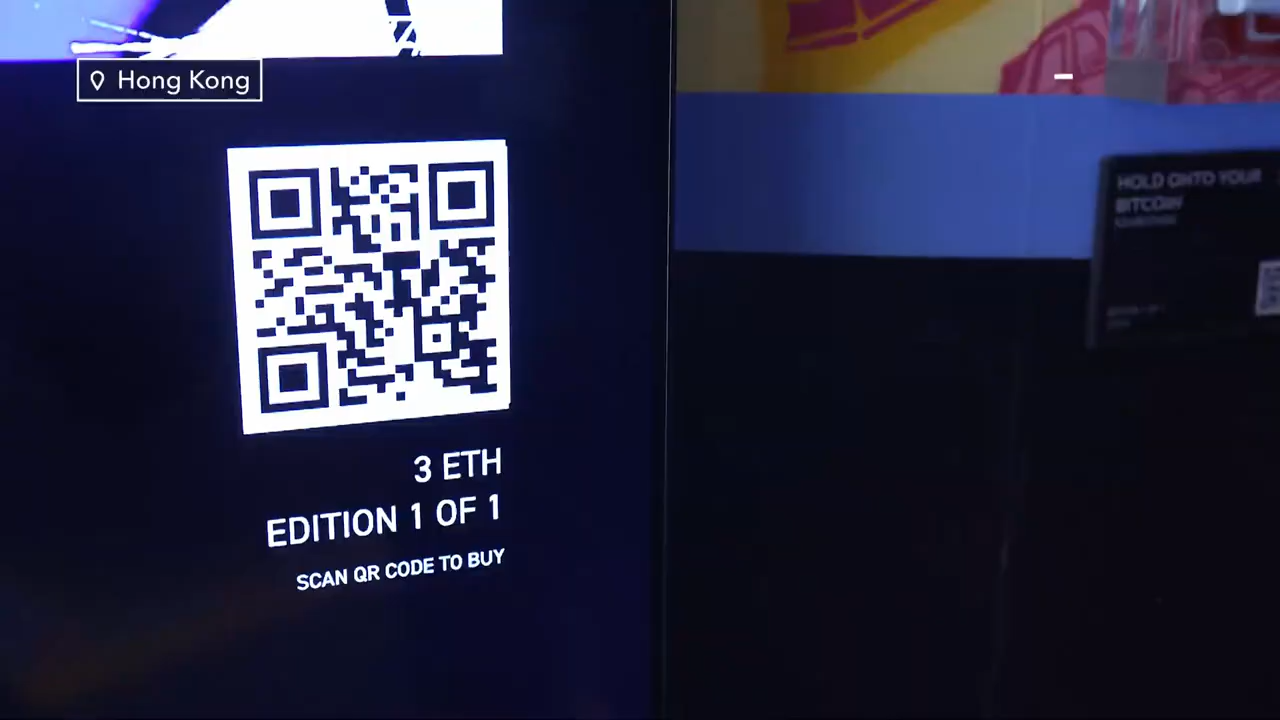 Hong Kong
3 ETH
EDITION 1 OF 1
SCAN QR CODE TO BUY
HOLD ONTO YOUR
BITCOIN